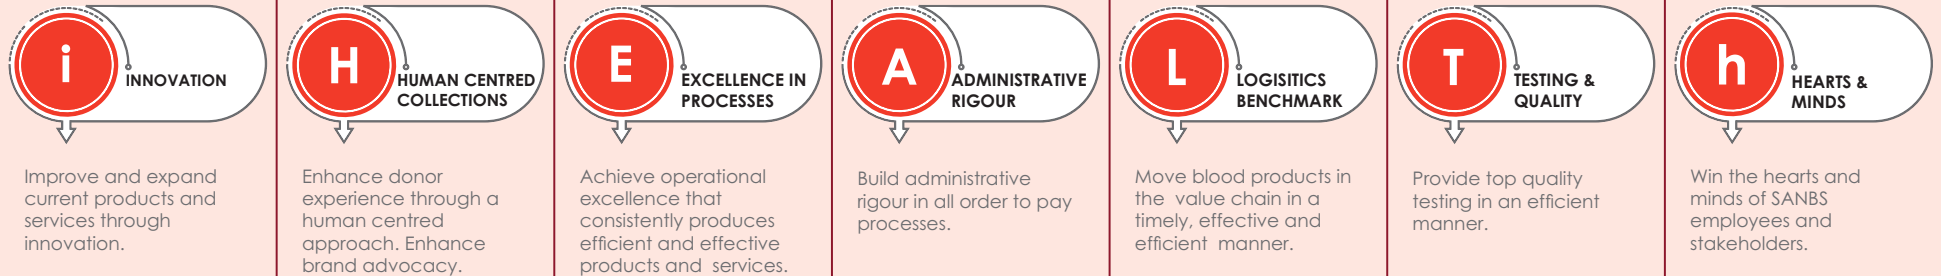 i
INNOVATION
Improve and expand
current products and
services through
innovation.
H
HUMAN CENTRED
COLLECTIONS
Enhance donor
experience through a
human centred
approach. Enhance
brand advocacy.
E
EXCELLENCE IN
PROCESSES
Achieve operational
excellence that
consistently produces
efficient and effective
products and services.
A
ADMINISTRATIVE
RIGOUR
Build administrative
rigour in all order to pay
processes.
L
LOGISITICS
BENCHMARK
Move blood products in
the value chain in a
timely, effective and
efficient manner.
T
TESTING &
QUALITY
Provide top quality
testing in an efficient
manner.
h
HEARTS &
MINDS
Win the hearts and
minds of SANBS
employees and
stakeholders.